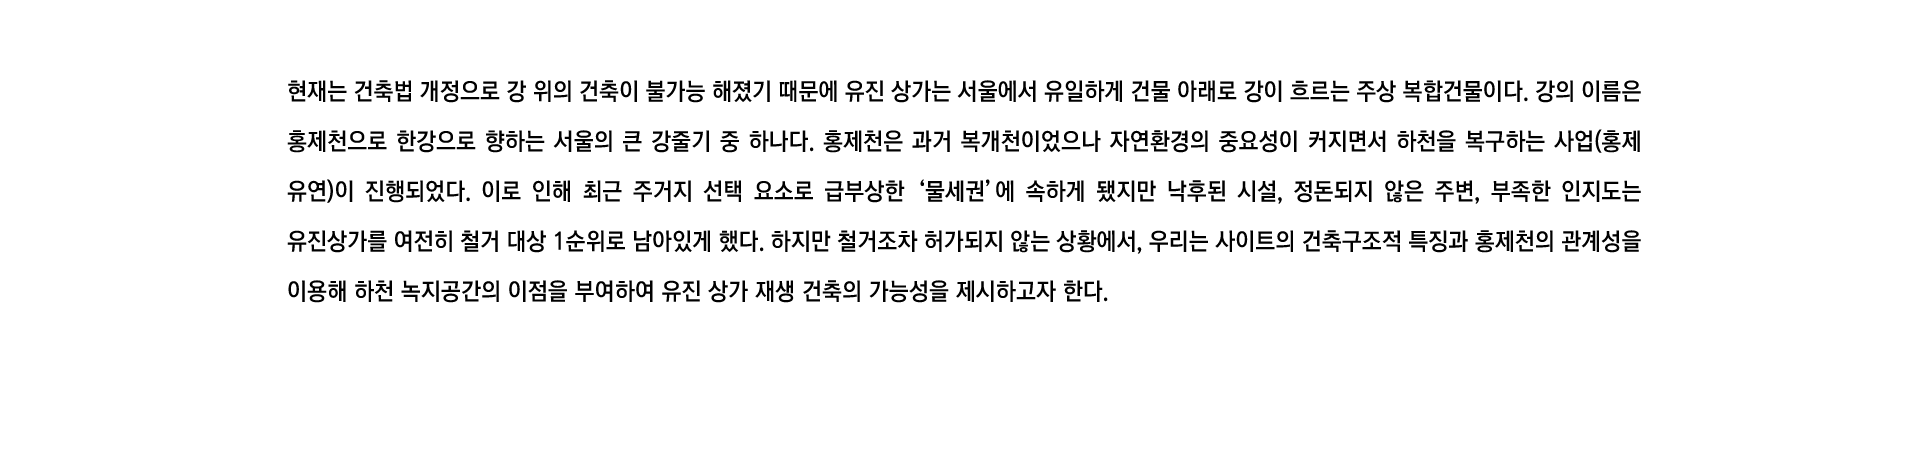 현재는 건축법 개정으로 강 위의 건축이 불가능 해졌기 때문에 유진 상가는 서울에서 유일하게 건물 아래로 강이 흐르는 주상 복합건물이다. 강의 이름은
홍제천으로 한강으로 향하는 서울의 큰 강줄기 중 하나다. 홍제천은 과거 복개천이었으나 자연환경의 중요성이 커지면서 하천을 복구하는 사업(홍제
유연)이 진행되었다. 이로 인해 최근 주거지 선택 요소로 급부상한 ‘물세권’에 속하게 됐지만 낙후된 시설, 정돈되지 않은 주변, 부족한 인지도는
유진상가를 여전히 철거 대상 1순위로 남아있게 했다. 하지만 철거조차 허가되지 않는 상황에서, 우리는 사이트의 건축구조적 특징과 홍제천의 관계성을
이용해 하천 녹지공간의 이점을 부여하여 유진 상가 재생 건축의 가능성을 제시하고자 한다.